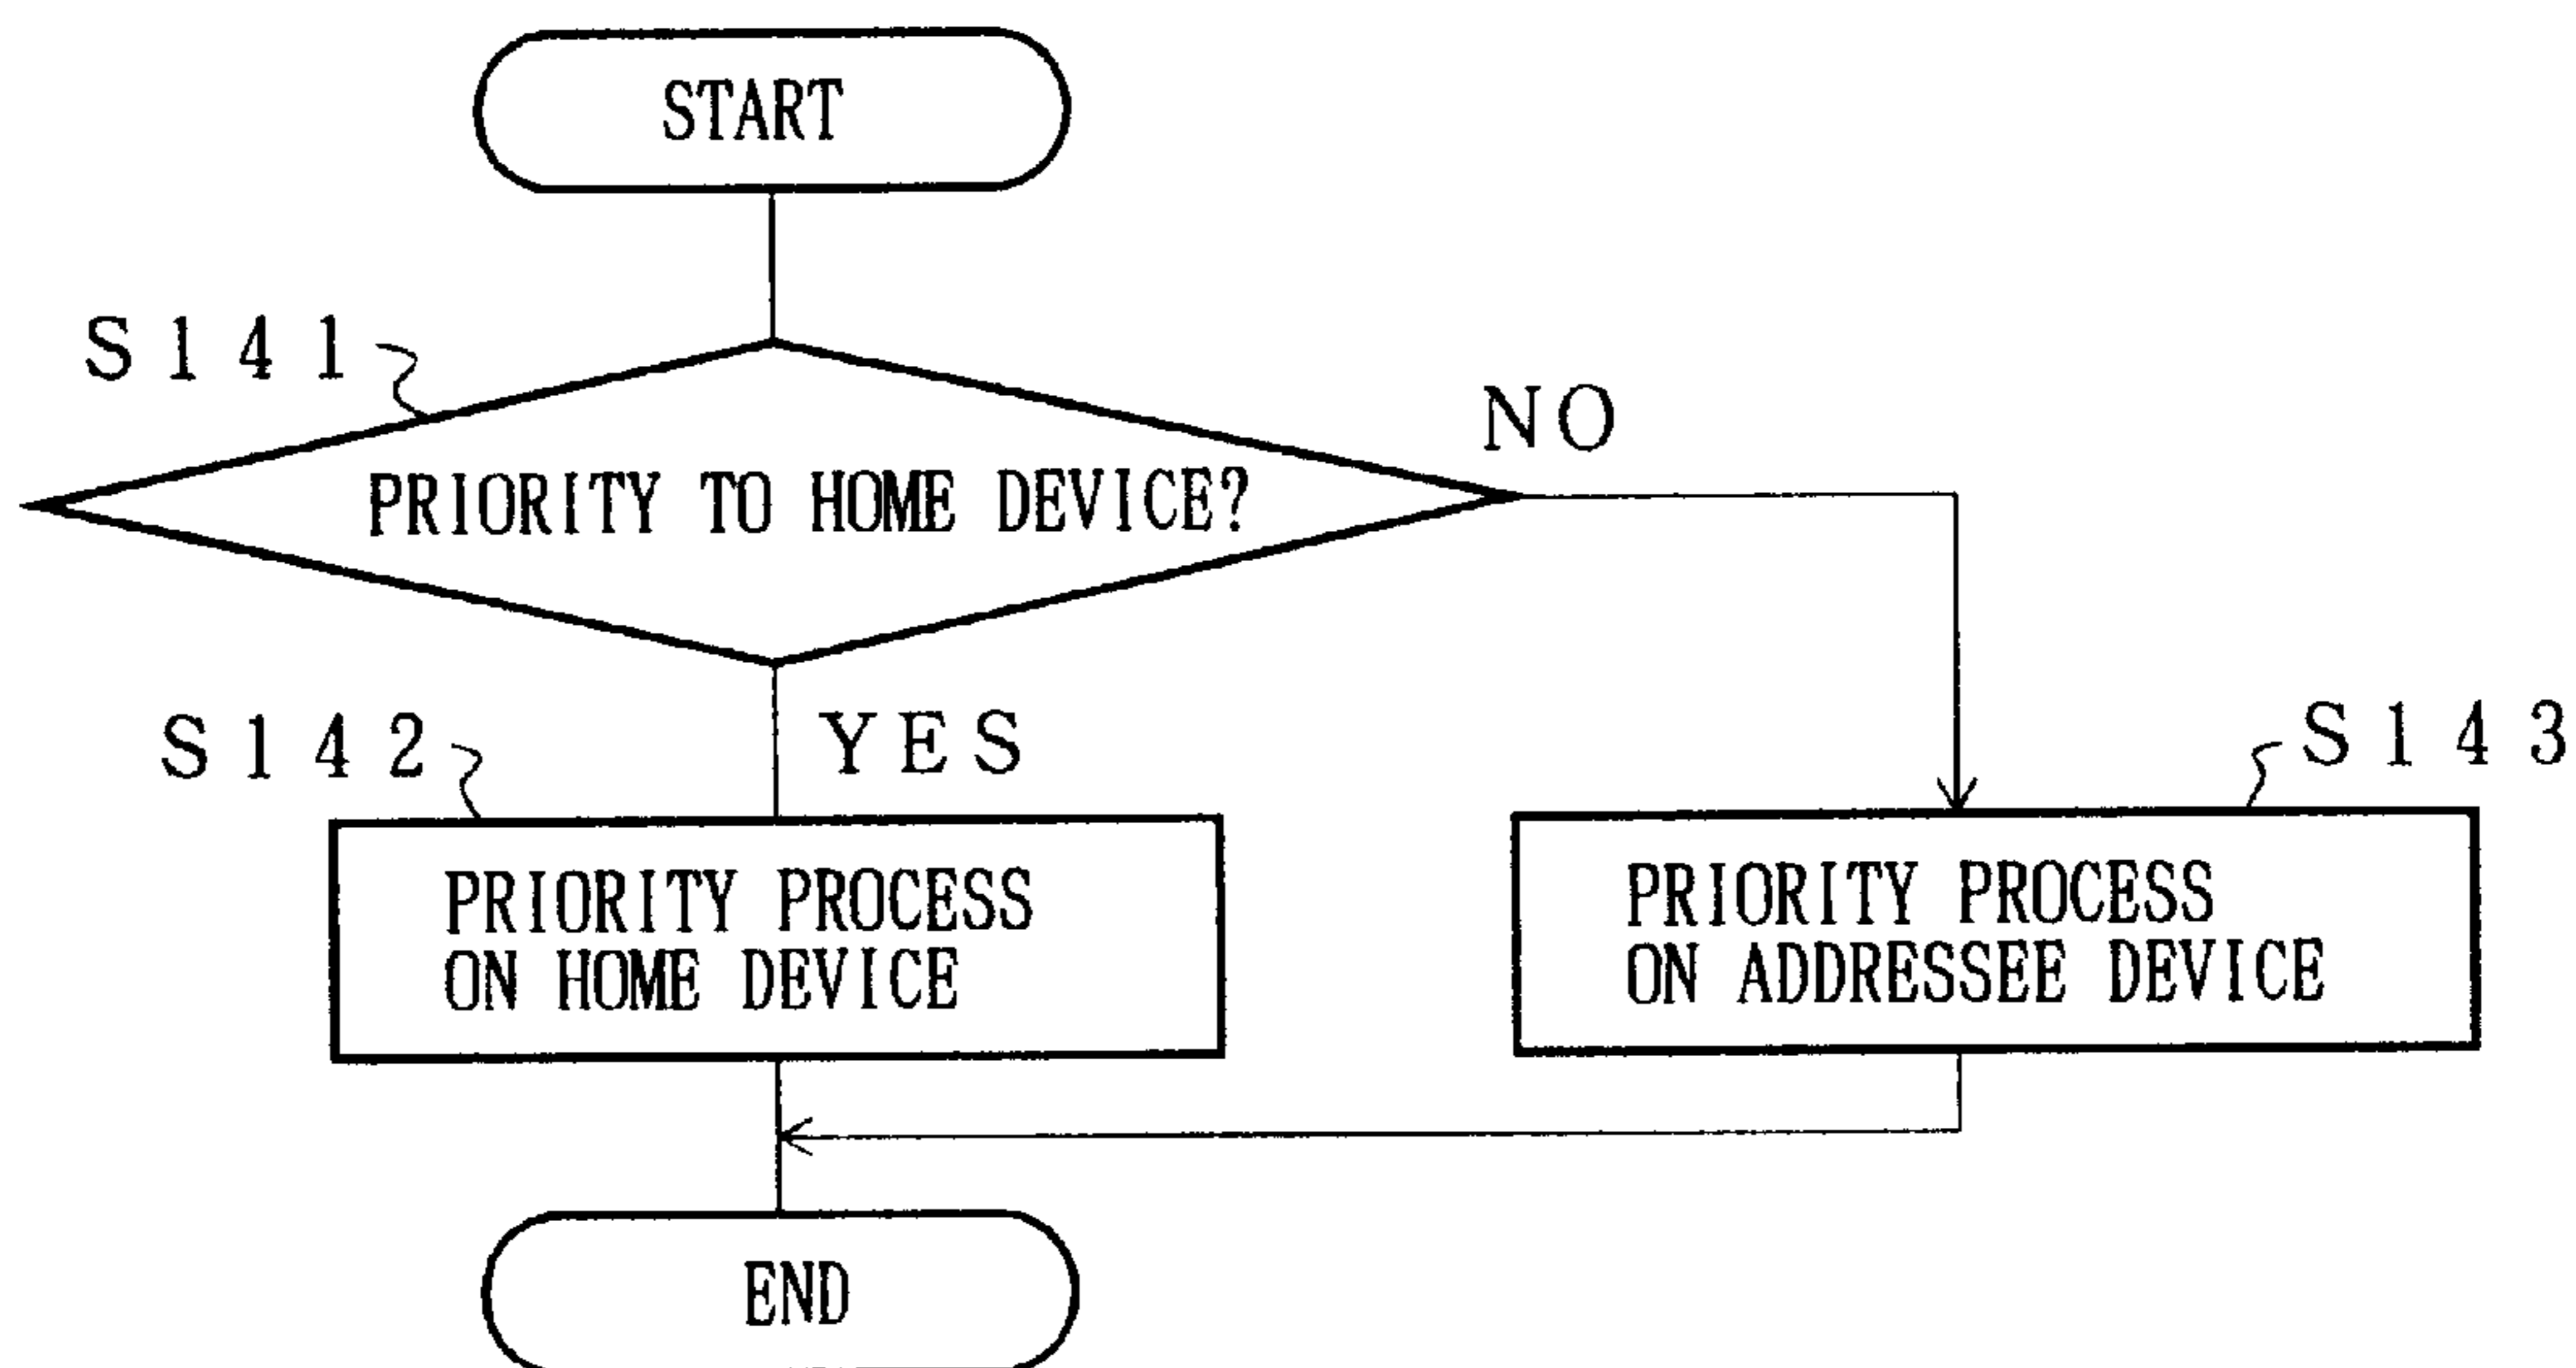 START
S141
NO
PRIORITY TO HOME DEVICE?
S142
YES
S143
PRIORITY PROCESS
ON HOME DEVICE
PRIORITY PROCESS
ON ADDRESSEE DEVICE
END